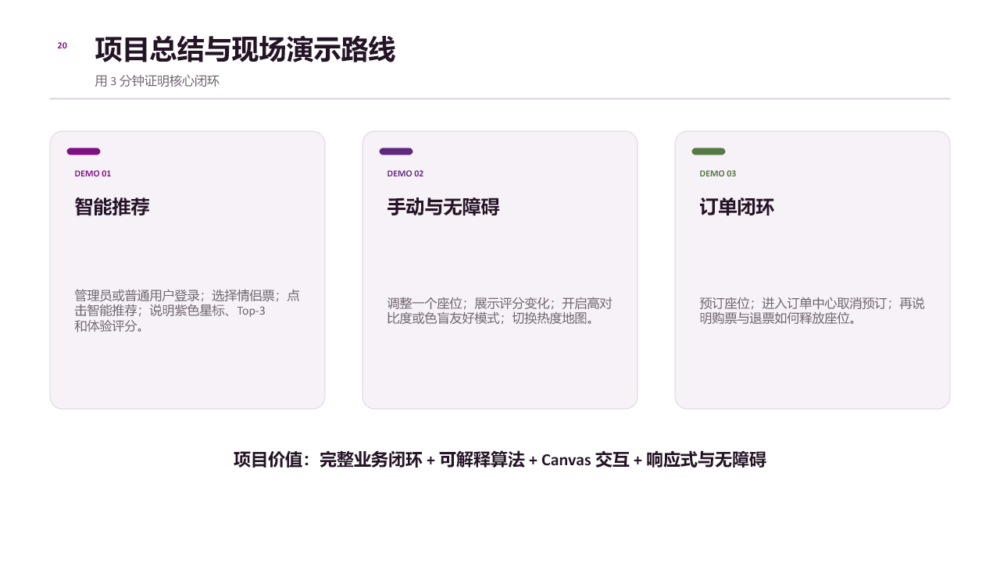 20
项目总结与现场演示路线
用 3 分钟证明核心闭环
DEMO 01
智能推荐
管理员或普通用户登录；选择情侣票；点
击智能推荐；说明紫色星标、Top-3
和体验评分。
DEMO 02
手动与无障碍
调整一个座位；展示评分变化；开启高对
比度或色盲友好模式；切换热度地图。
DEMO 03
订单闭环
预订座位；进入订单中心取消预订；再说
明购票与退票如何释放座位。
项目价值：完整业务闭环 + 可解释算法 + Canvas 交互 + 响应式与无障碍